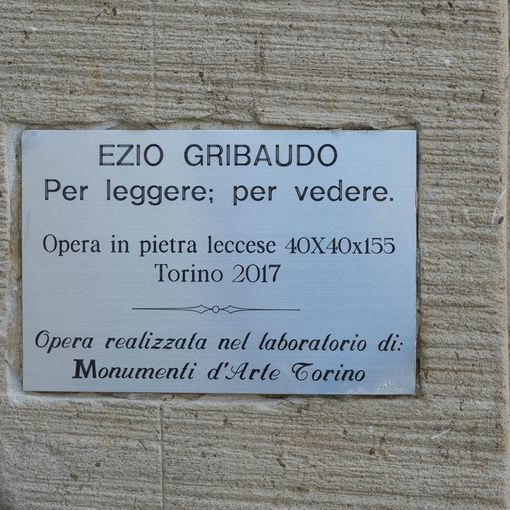 EZIO GRIBAUDO
Per leggere; per vedere.
Opera in pietra leccese 40X40x155
Torino 2017
Opera realizzata nel laboratorio di:
Monumenti d'Arte Torino